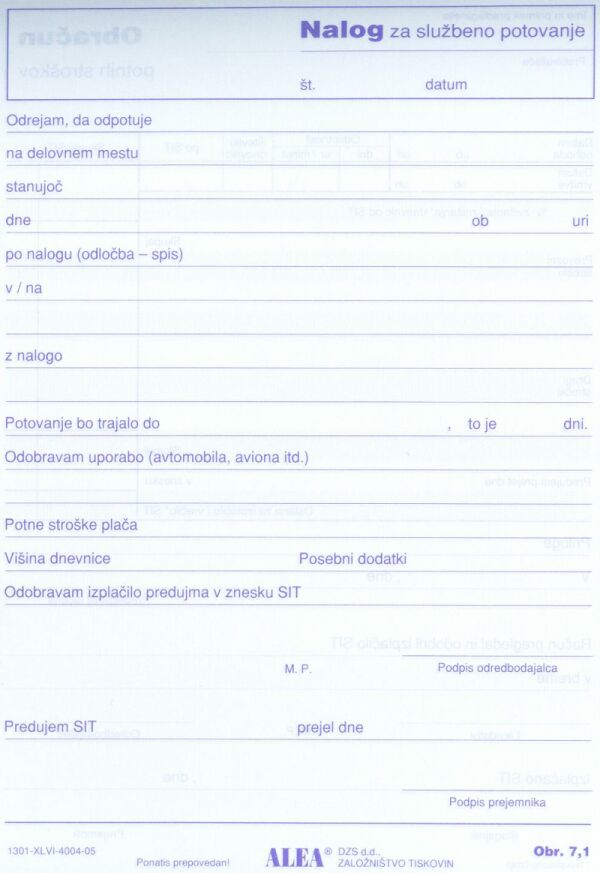 Nalog za službeno potovanje
št. datum
Odrejam, da odpotuje
na delovnem mestu
stanujoč
dne ob uri
po nalogu (odločba – spis)
v / na
z nalogo
Potovanje bo trajalo do , to je dni.
Odobravam uporabo (avtomobila, aviona itd.)
Potne stroške plača
Višina dnevnice Posebni dodatki
Odobravam izplačilo predujma v znesku SIT
M. P. Podpis odredbodajalca
Predujem SIT prejel dne
Podpis prejemnika
1301-XLVI-4004-05 Ponatis prepovedan! ALEA® DZS d.d., ZALOŽNIŠTVO TISKOVIN Obr. 7,1